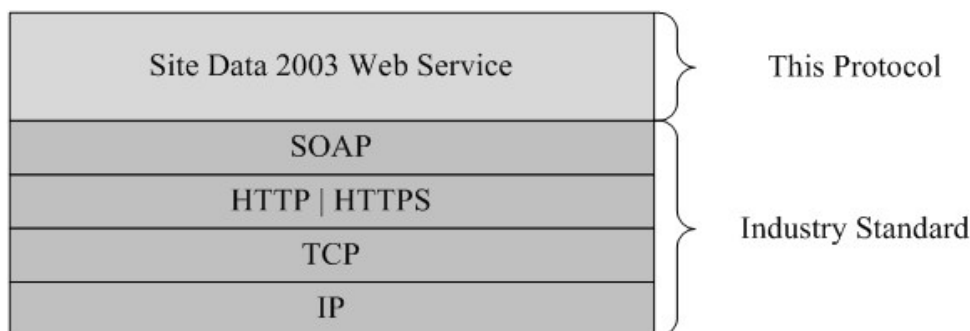 Site Data 2003 Web Service
This Protocol
SOAP
HTTP | HTTPS
TCP
IP
Industry Standard